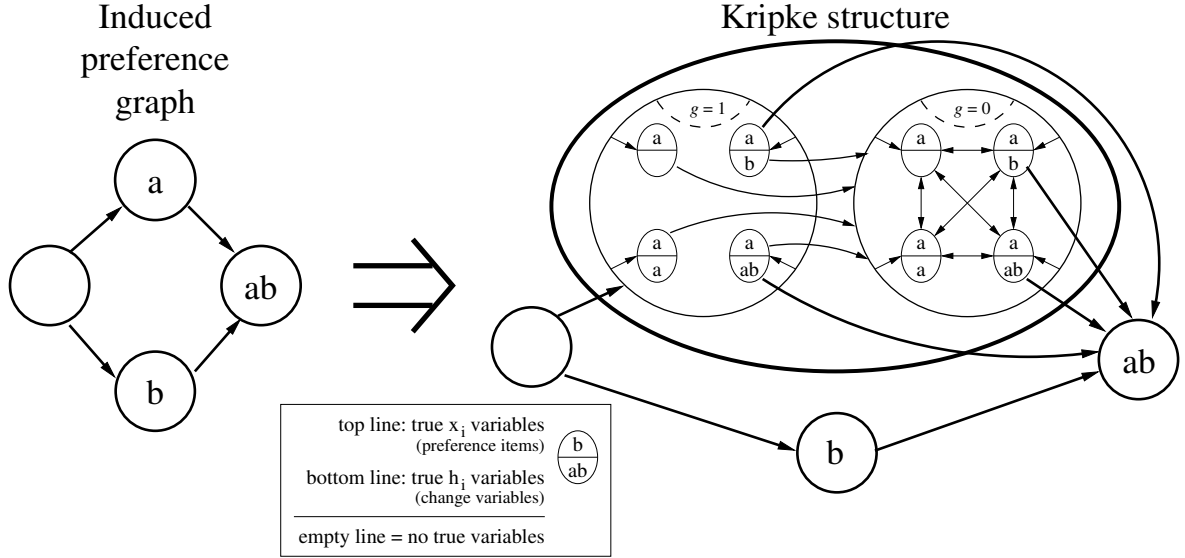 Induced
preference
graph
a
ab
b
Kripke structure
g = 1
a
a
b
a
a
a
ab
g = 0
a
a
b
a
a
a
ab
ab
b
top line: true x_i variables
(preference items)
b
ab
bottom line: true h_i variables
(change variables)
empty line = no true variables